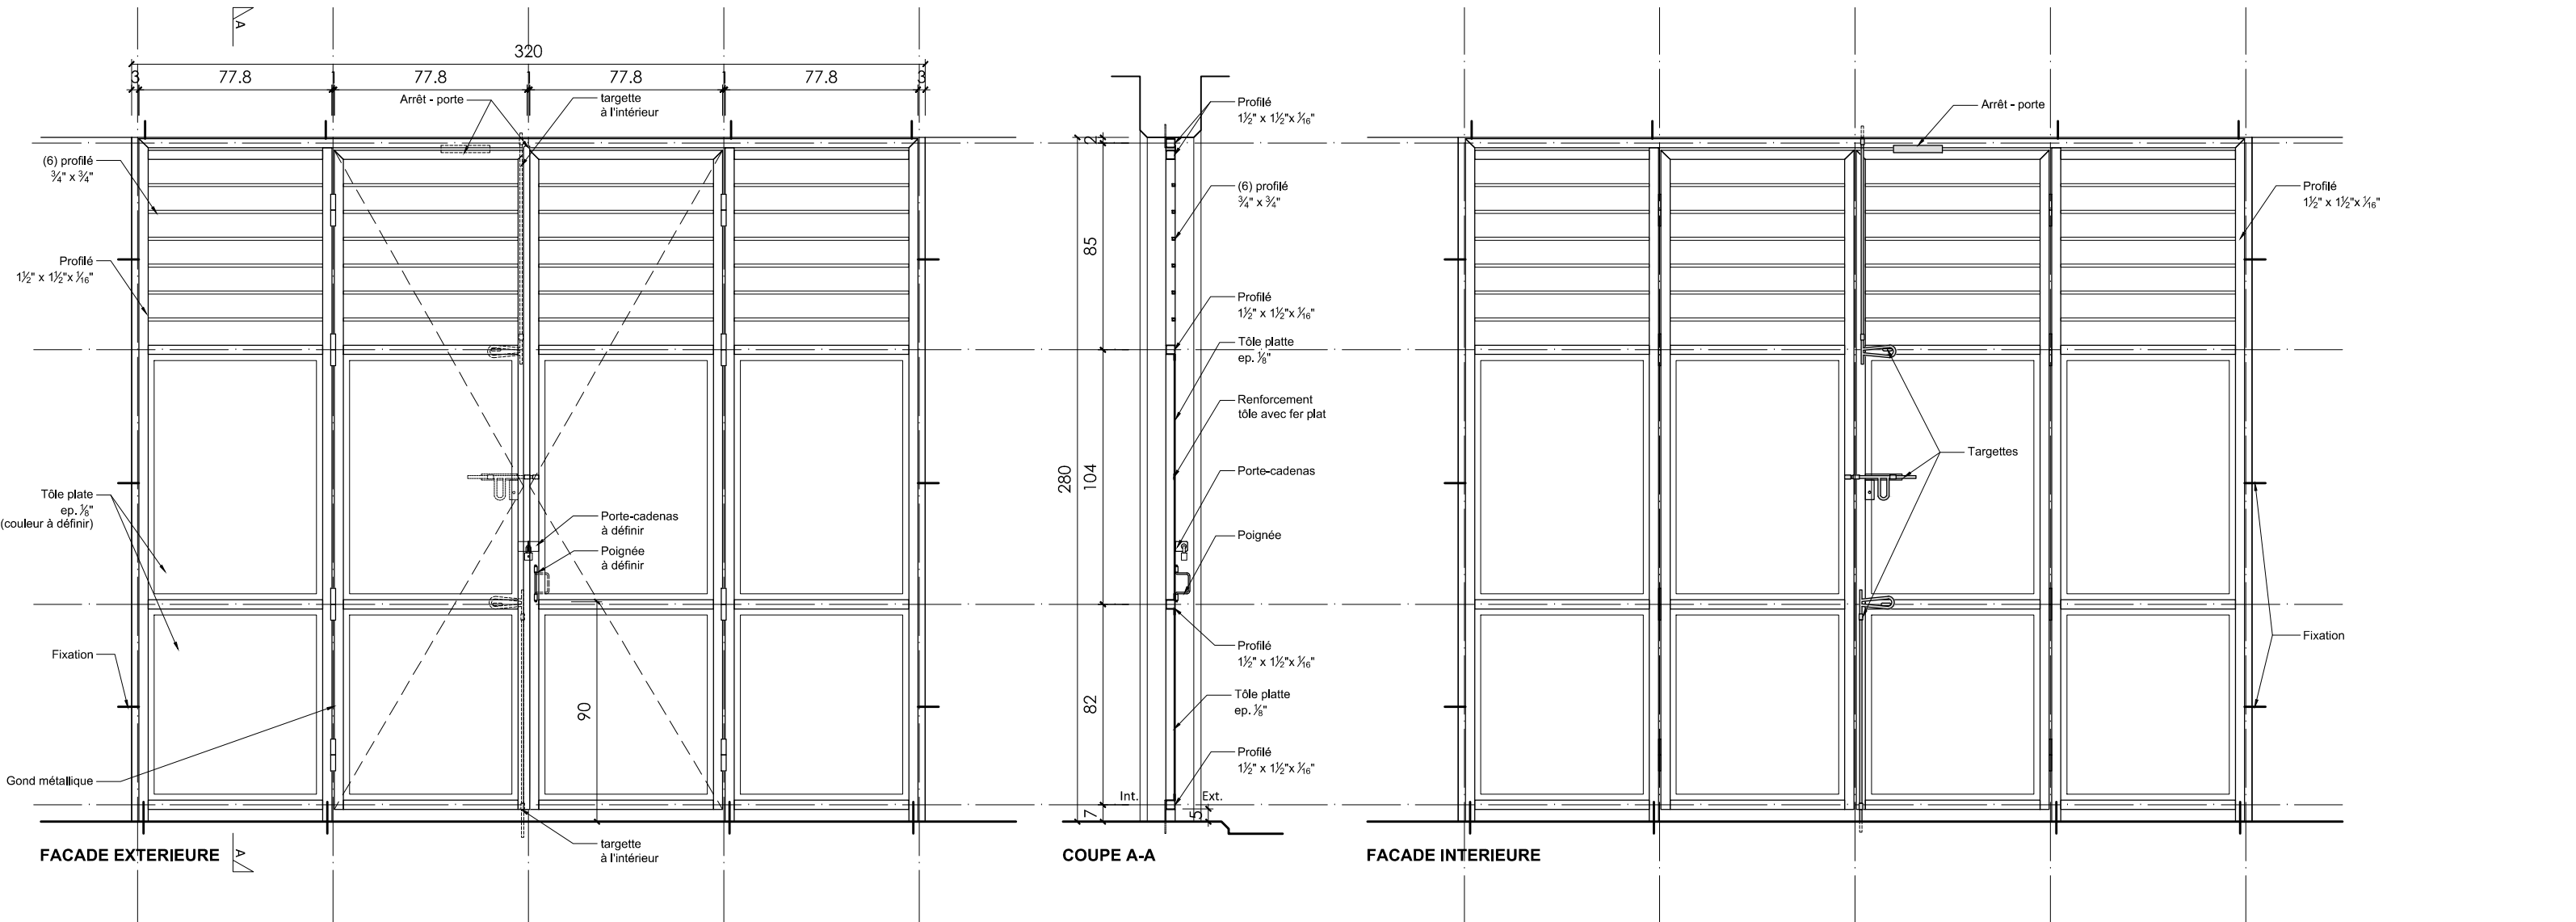 A
320
3
77.8
1
77.8
1
77.8
1
77.8
3
Arrêt - porte
targette
à l'intérieur
(6) profilé
¾" x ¾"
Profilé
1½" x 1½"x ⅟₁₆"
Tôle plate
ep. ⅛"
(couleur à définir)
Fixation
Gond métallique
Porte-cadenas
à définir
Poignée
à définir
90
targette
à l'intérieur
FACADE EXTERIEURE
A
280
2
85
104
82
7
5
Int.
Ext.
Profilé
1½" x 1½"x ⅟₁₆"
(6) profilé
¾" x ¾"
Profilé
1½" x 1½"x ⅟₁₆"
Tôle platte
ep. ⅛"
Renforcement
tôle avec fer plat
Porte-cadenas
Poignée
Profilé
1½" x 1½"x ⅟₁₆"
Tôle platte
ep. ⅛"
Profilé
1½" x 1½"x ⅟₁₆"
COUPE A-A
Arrêt - porte
Profilé
1½" x 1½"x ⅟₁₆"
Targettes
Fixation
FACADE INTERIEURE